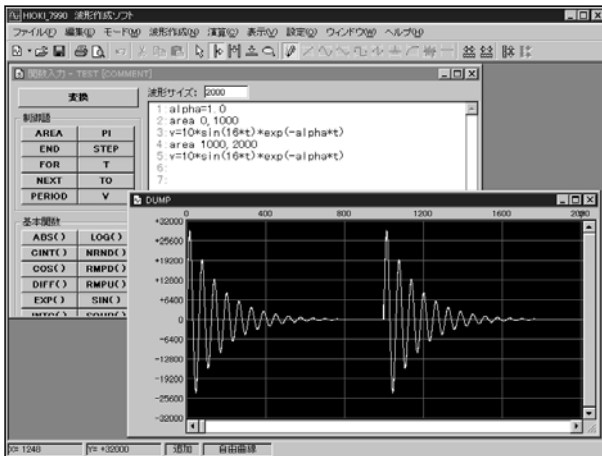 HIOKI_7990 波形作成ソフト
ファイル(F) 編集(E) モード(M) 波形作成(N) 演算(C) 表示(V) 設定(O) ウィンドウ(W) ヘルプ(H)
関数入力 - TEST [COMMENT]
変換
波形サイズ: 2000
制御語
AREA PI
END STEP
FOR T
NEXT TO
PERIOD V
基本関数
ABS() LOG()
CINT() NRND()
COS() RMPD()
DIFF() RMPU()
EXP() SIN()
1: alpha=1.0
2: area 0,1000
3: v=10*sin(16*t)*exp(-alpha*t)
4: area 1000,2000
5: v=10*sin(16*t)*exp(-alpha*t)
6:
7:
DUMP
0 400 800 1200 1600
+32000
+25600
+19200
+12800
+6400
0
-6400
-12800
-19200
-25600
-32000
X= 1248 Y= +32000 追加 自由曲線